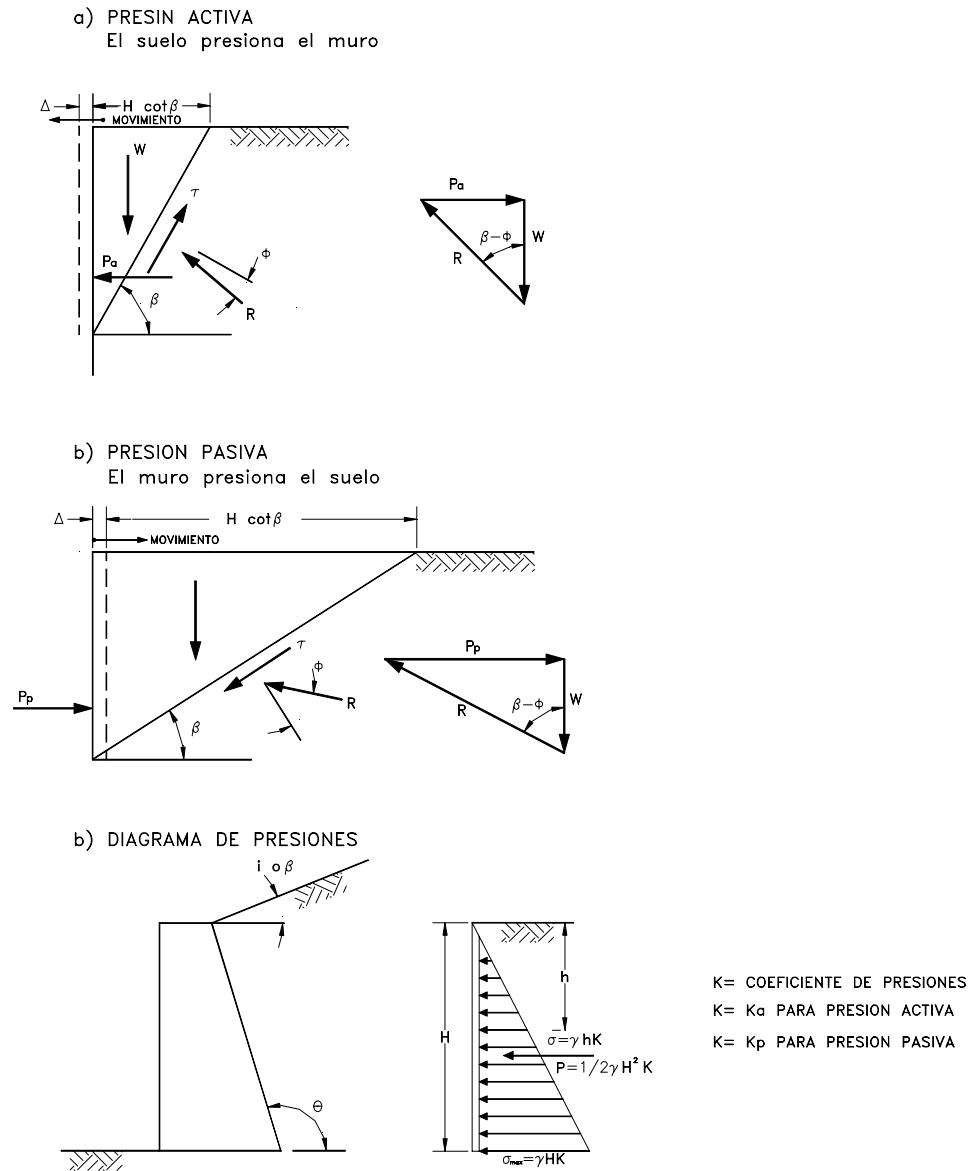 a) PRESIN ACTIVA
El suelo presiona el muro
Δ
H cotβ
MOVIMIENTO
W
τ
Pa
β
ϕ
R
Pa
β-ϕ
W
R
b) PRESION PASIVA
El muro presiona el suelo
Δ
H cotβ
MOVIMIENTO
τ
Pp
β
ϕ
R
Pp
β-ϕ
W
R
b) DIAGRAMA DE PRESIONES
i o β
θ
H
h
σ̄=γhK
P=1/2γH²K
σmax=γHK
K= COEFICIENTE DE PRESIONES
K= Ka PARA PRESION ACTIVA
K= Kp PARA PRESION PASIVA